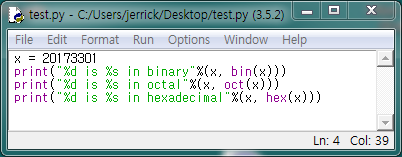 test.py - C:/Users/jerrick/Desktop/test.py (3.5.2)
File Edit Format Run Options Window Help
x = 20173301
print("%d is %s in binary"%(x, bin(x)))
print("%d is %s in octal"%(x, oct(x)))
print("%d is %s in hexadecimal"%(x, hex(x)))
Ln: 4 Col: 39